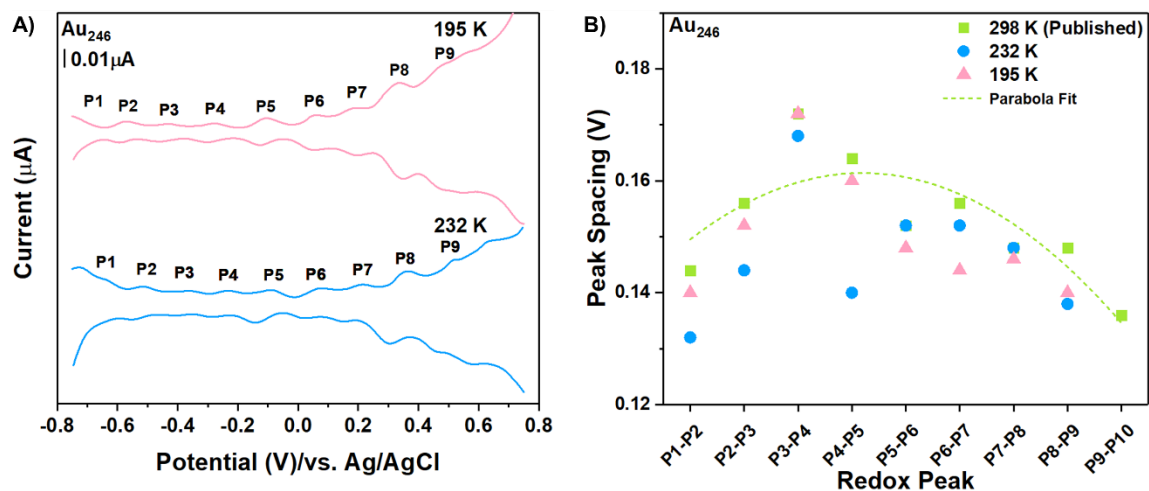 A)
Au246
0.01μA
195 K
P1
P2
P3
P4
P5
P6
P7
P8
P9
232 K
P1
P2
P3
P4
P5
P6
P7
P8
P9
Current (μA)
-0.8
-0.6
-0.4
-0.2
0.0
0.2
0.4
0.6
0.8
Potential (V)/vs. Ag/AgCl
B)
Au246
298 K (Published)
232 K
195 K
Parabola Fit
Peak Spacing (V)
0.18
0.16
0.14
0.12
P1-P2
P2-P3
P3-P4
P4-P5
P5-P6
P6-P7
P7-P8
P8-P9
P9-P10
Redox Peak